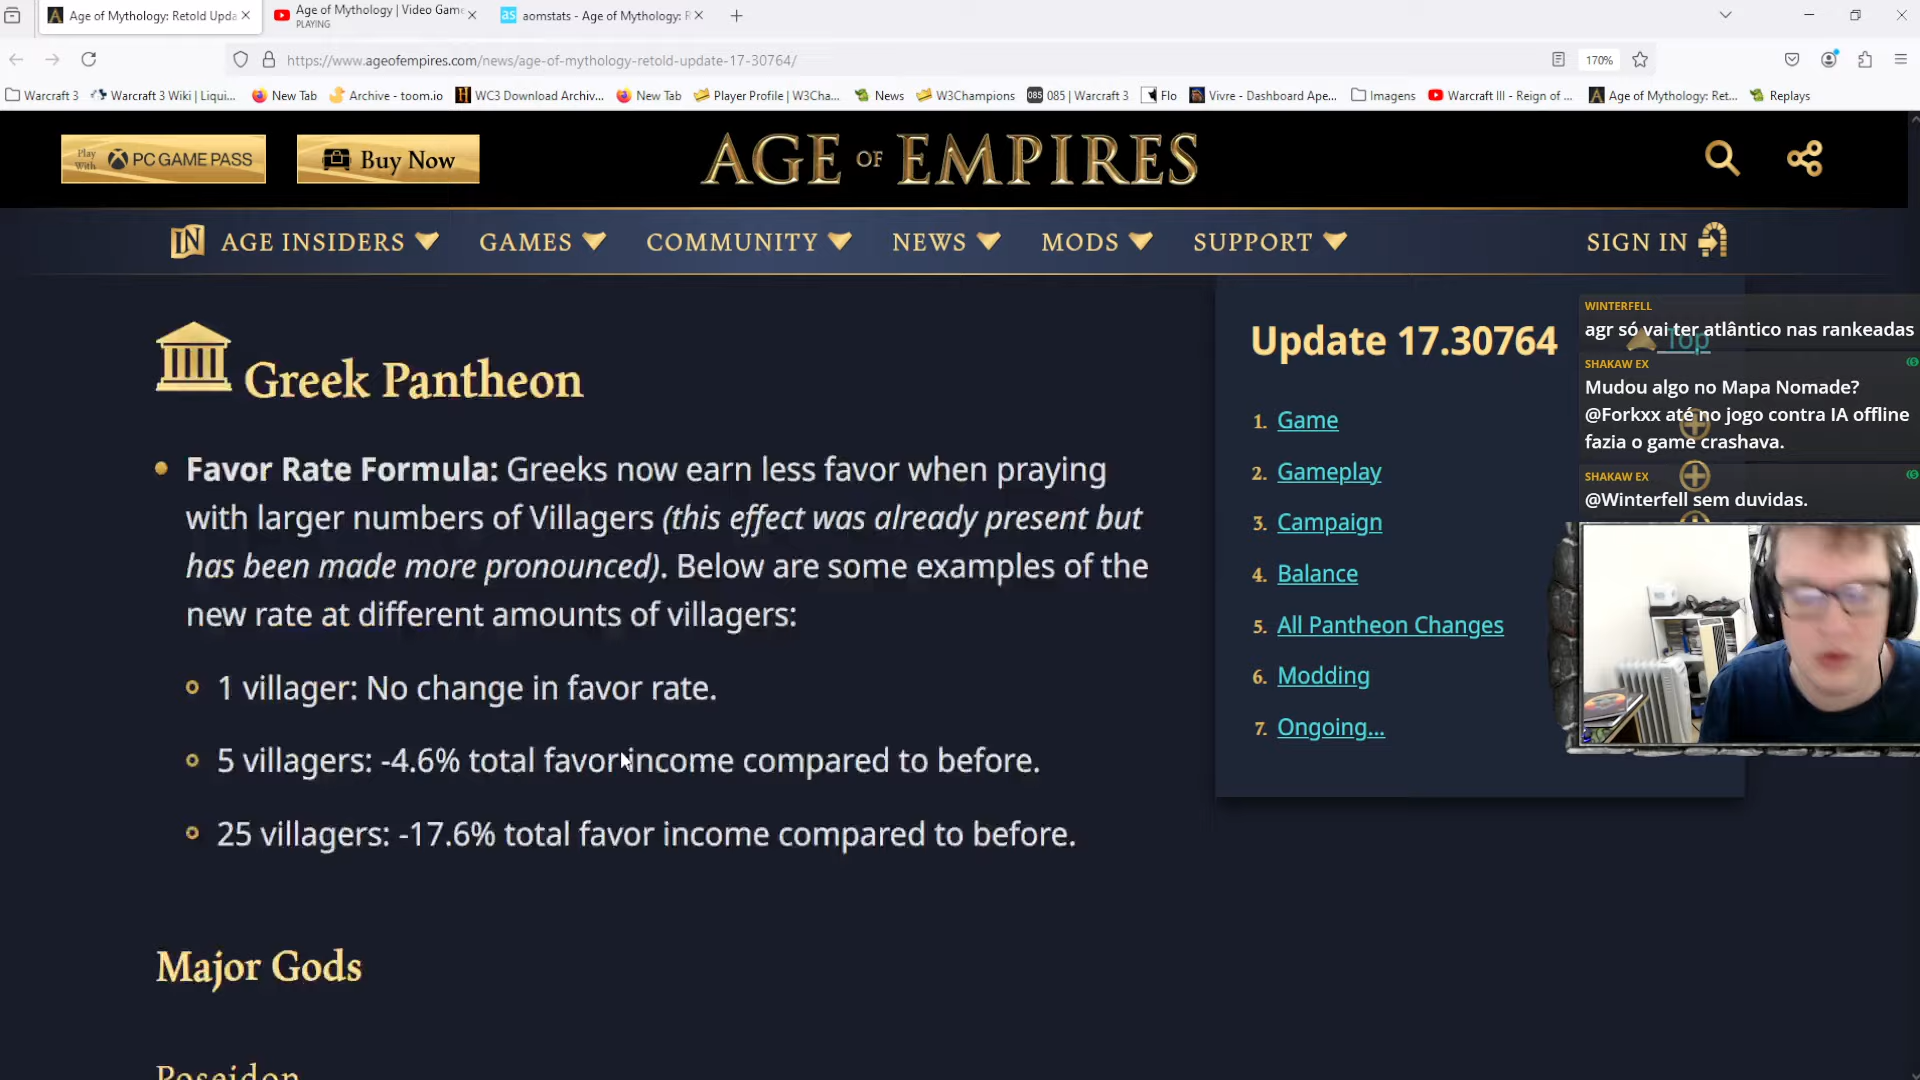 Age of Mythology: Retold Upda
Age of Mythology | Video Game
PLAYING
as
aomstats - Age of Mythology: R
https://www.ageofempires.com/news/age-of-mythology-retold-update-17-30764/
170%
Warcraft 3
Warcraft 3 Wiki | Liqui...
New Tab
Archive - toom.io
WC3 Download Archiv...
New Tab
Player Profile | W3Cha...
News
W3Champions
085
085 | Warcraft 3
Flo
Vivre - Dashboard Ape...
Imagens
Warcraft III - Reign of ...
Age of Mythology: Ret...
Replays
Play
With
PC GAME PASS
Buy Now
AGE OF EMPIRES
IN
AGE INSIDERS
GAMES
COMMUNITY
NEWS
MODS
SUPPORT
SIGN IN
Greek Pantheon
Favor Rate Formula: Greeks now earn less favor when praying
with larger numbers of Villagers (this effect was already present but
has been made more pronounced). Below are some examples of the
new rate at different amounts of villagers:
1 villager: No change in favor rate.
5 villagers: -4.6% total favor income compared to before.
25 villagers: -17.6% total favor income compared to before.
Major Gods
Poseidon
Update 17.30764
Top
1. Game
2. Gameplay
3. Campaign
4. Balance
5. All Pantheon Changes
6. Modding
7. Ongoing...
WINTERFELL
agr só vai ter atlântico nas rankeadas
SHAKAW EX
Mudou algo no Mapa Nomade?
@Forkxx até no jogo contra IA offline
fazia o game crashava.
SHAKAW EX
@Winterfell sem duvidas.